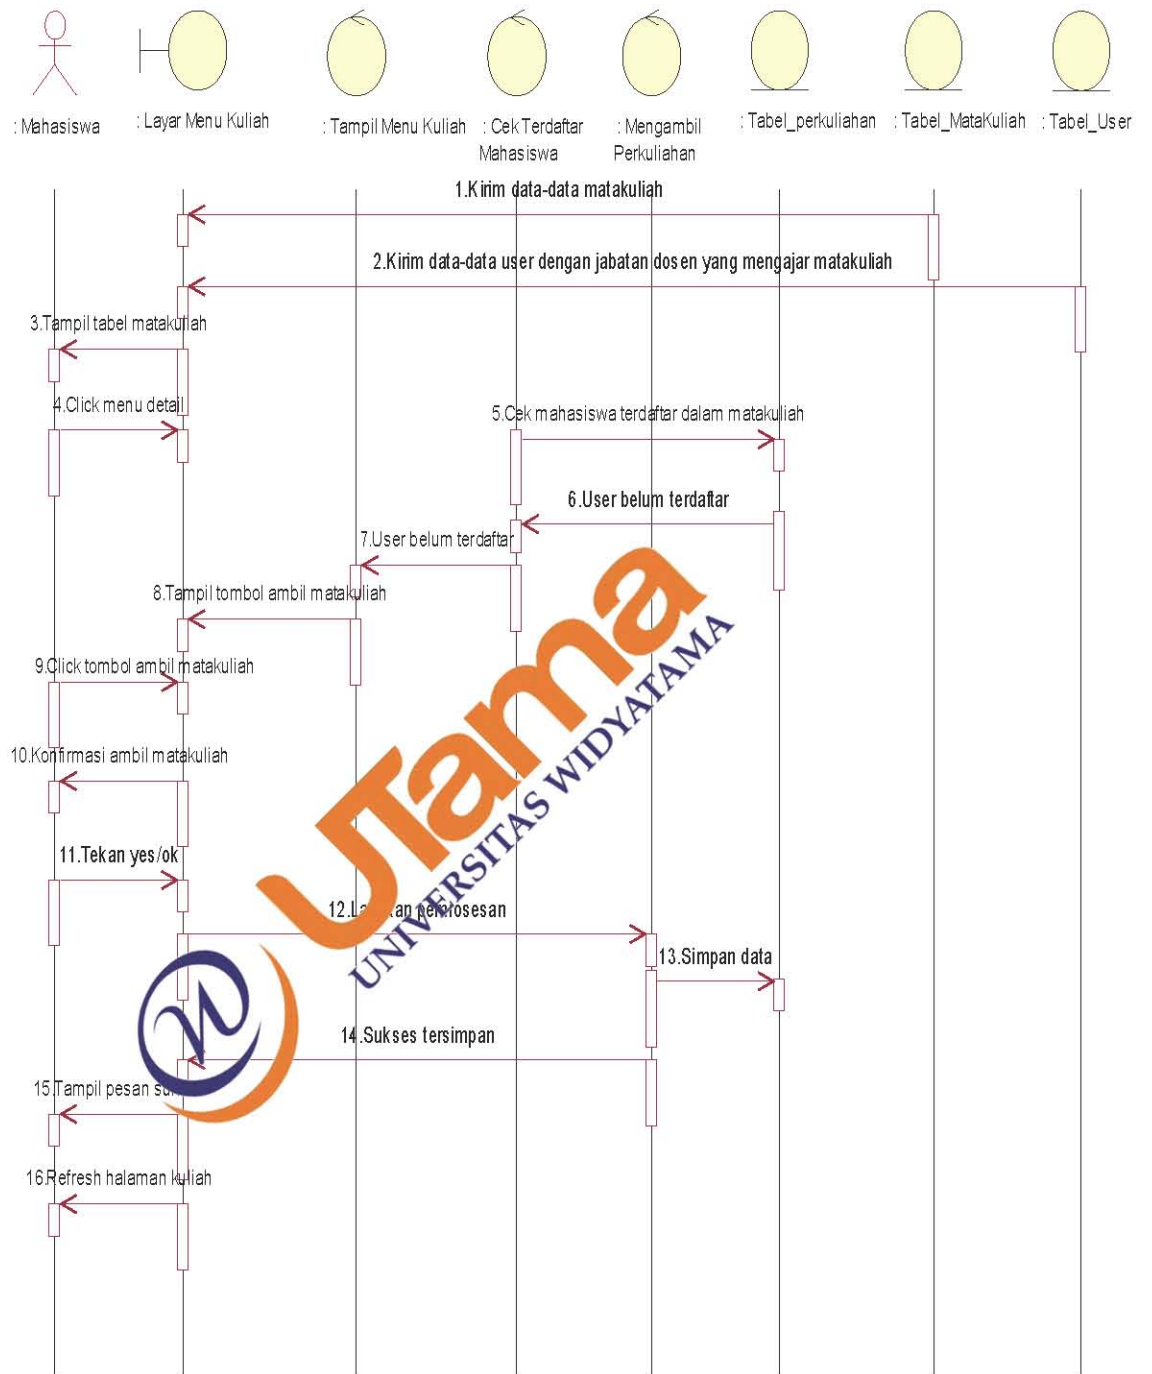 : Mahasiswa
: Layar Menu Kuliah
: Tampil Menu Kuliah
: Cek Terdaftar
Mahasiswa
: Mengambil
Perkuliahan
: Tabel_perkuliahan
: Tabel_MataKuliah
: Tabel_User
1.Kirim data-data matakuliah
2.Kirim data-data user dengan jabatan dosen yang mengajar matakuliah
3.Tampil tabel matakuliah
4.Click menu detail
5.Cek mahasiswa terdaftar dalam matakuliah
6.User belum terdaftar
7.User belum terdaftar
8.Tampil tombol ambil matakuliah
9.Click tombol ambil matakuliah
10.Konfirmasi ambil matakuliah
11.Tekan yes/ok
12.
13.Simpan data
14.Sukses tersimpan
15.Tampil pesan
16.Refresh halaman kuliah
UTama
UNIVERSITAS WIDYATAMA